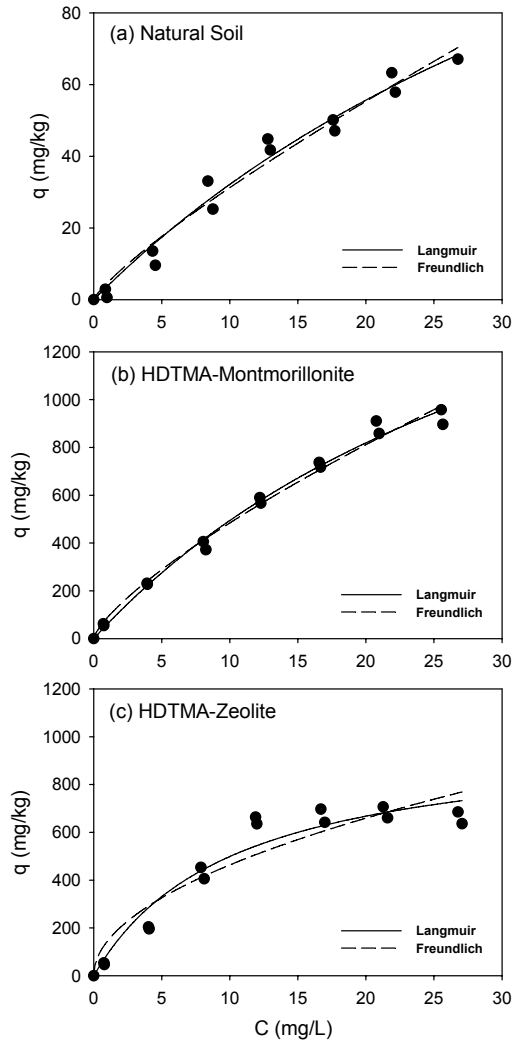 (a) Natural Soil
80
60
40
20
0
q (mg/kg)
Langmuir
Freundlich
0 5 10 15 20 25 30
(b) HDTMA-Montmorillonite
1200
1000
800
600
400
200
0
q (mg/kg)
Langmuir
Freundlich
0 5 10 15 20 25 30
(c) HDTMA-Zeolite
1200
1000
800
600
400
200
0
q (mg/kg)
Langmuir
Freundlich
0 5 10 15 20 25 30
C (mg/L)